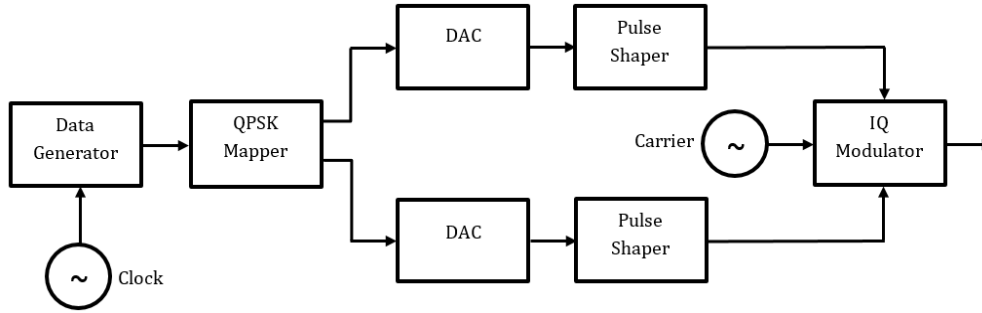 DAC
Pulse
Shaper
Data
Generator
QPSK
Mapper
Carrier
~
IQ
Modulator
DAC
Pulse
Shaper
~
Clock